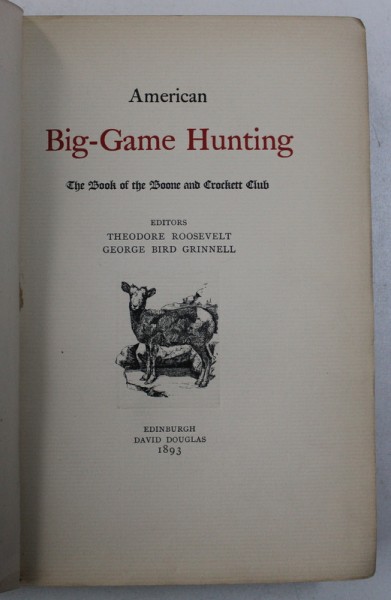 American
Big-Game Hunting
The Book of the Boone and Crockett Club
EDITORS
THEODORE ROOSEVELT
GEORGE BIRD GRINNELL
EDINBURGH
DAVID DOUGLAS
1893